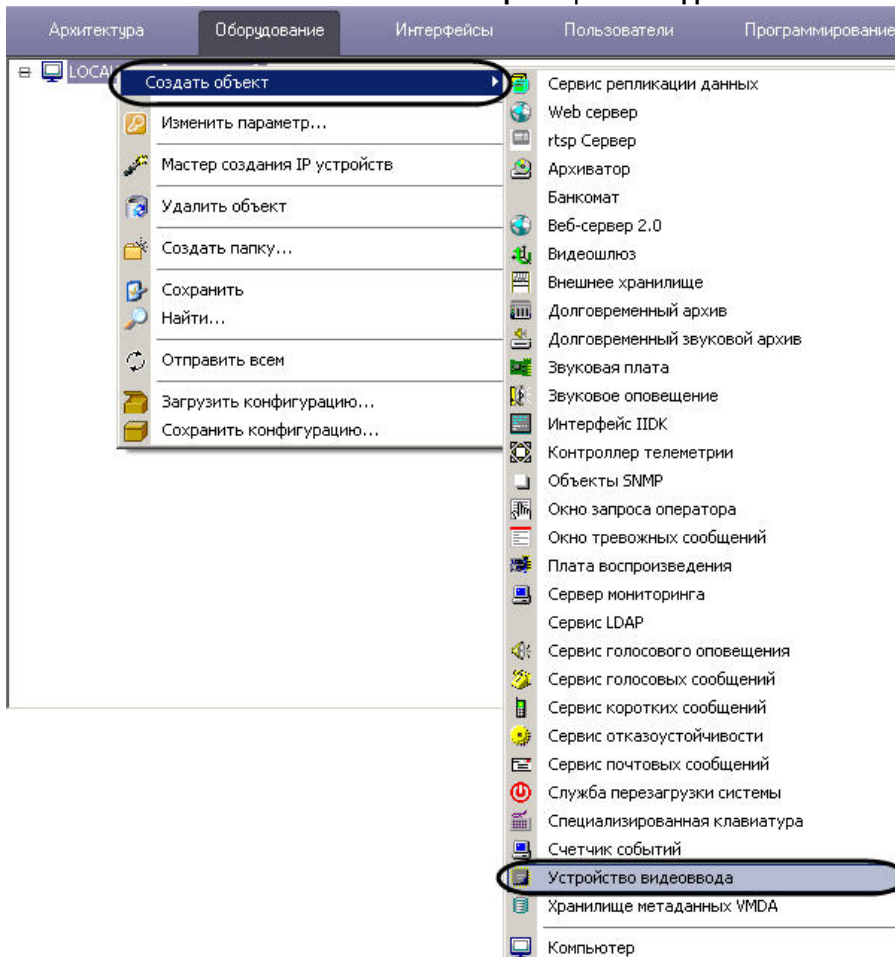 Архитектура Оборудование Интерфейсы Пользователи Программирование
Создать объект
Изменить параметр...
Мастер создания IP устройств
Удалить объект
Создать папку...
Сохранить
Найти...
Отправить всем
Загрузить конфигурацию...
Сохранить конфигурацию...
Сервис репликации данных
Web сервер
rtsp Сервер
Архиватор
Банкомат
Веб-сервер 2.0
Видеошлюз
Внешнее хранилище
Долговременный архив
Долговременный звуковой архив
Звуковая плата
Звуковое оповещение
Интерфейс IIDK
Контроллер телеметрии
Объекты SNMP
Окно запроса оператора
Окно тревожных сообщений
Плата воспроизведения
Сервер мониторинга
Сервис LDAP
Сервис голосового оповещения
Сервис голосовых сообщений
Сервис коротких сообщений
Сервис отказоустойчивости
Сервис почтовых сообщений
Служба перезагрузки системы
Специализированная клавиатура
Счетчик событий
Устройство видеоввода
Хранилище метаданных VMDA
Компьютер